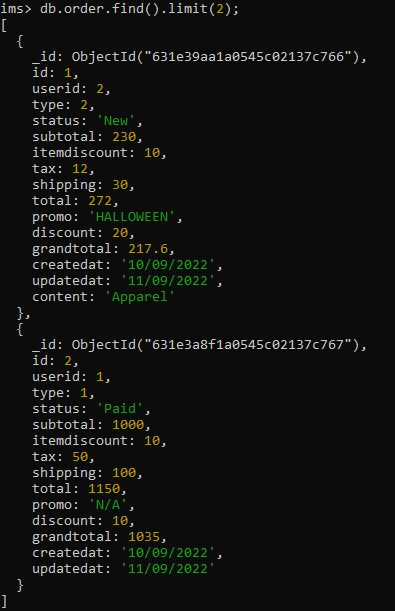 ims> db.order.find().limit(2);
[
  {
    _id: ObjectId("631e39aa1a0545c02137c766"),
    id: 1,
    userid: 2,
    type: 2,
    status: 'New',
    subtotal: 230,
    itemdiscount: 10,
    tax: 12,
    shipping: 30,
    total: 272,
    promo: 'HALLOWEEN',
    discount: 20,
    grandtotal: 217.6,
    createdat: '10/09/2022',
    updatedat: '11/09/2022',
    content: 'Apparel'
  },
  {
    _id: ObjectId("631e3a8f1a0545c02137c767"),
    id: 2,
    userid: 1,
    type: 1,
    status: 'Paid',
    subtotal: 1000,
    itemdiscount: 10,
    tax: 50,
    shipping: 100,
    total: 1150,
    promo: 'N/A',
    discount: 10,
    grandtotal: 1035,
    createdat: '10/09/2022',
    updatedat: '11/09/2022'
  }
]